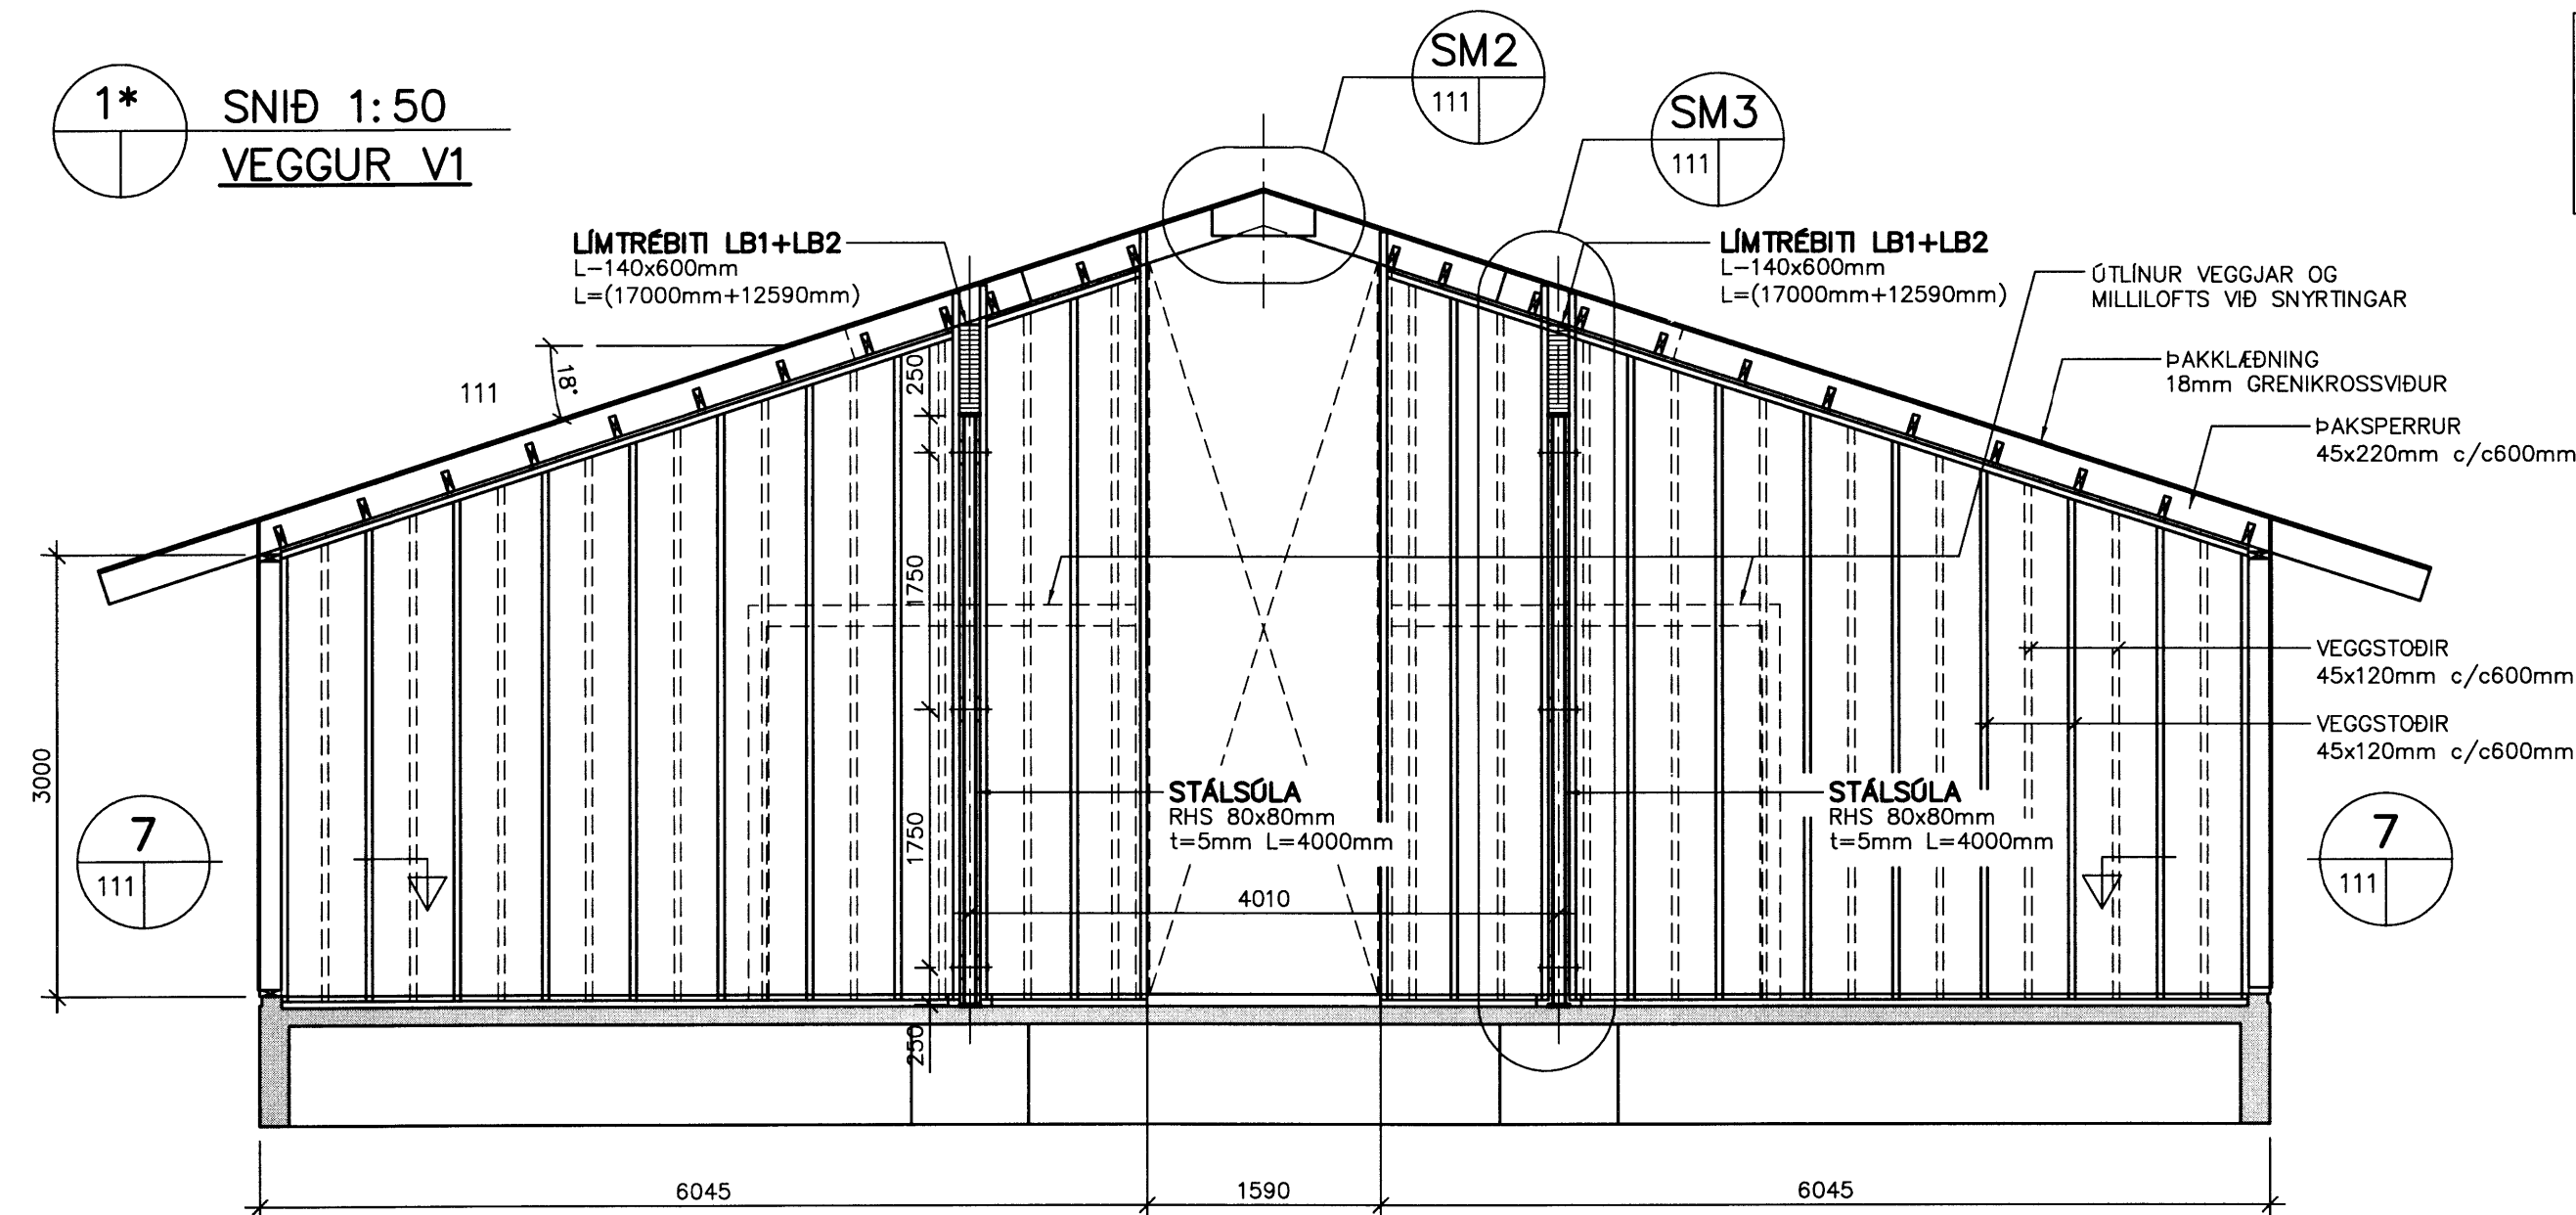 1*
SNIÐ 1:50
VEGGUR V1
SM2
111
SM3
111
LÍMTRÉBITI LB1+LB2
L-140x600mm
L=(17000mm+12590mm)
LÍMTRÉBITI LB1+LB2
L-140x600mm
L=(17000mm+12590mm)
ÚTLÍNUR VEGGJAR OG
MILLILOFTS VIÐ SNYRTINGAR
ÞAKKLÆÐNING
18mm GRENIKROSSVIÐUR
ÞAKSPERRUR
45x220mm c/c600mm
111
18°
250
1750
1750
250
3000
VEGGSTOÐIR
45x120mm c/c600mm
VEGGSTOÐIR
45x120mm c/c600mm
STÁLSÚLA
RHS 80x80mm
t=5mm L=4000mm
STÁLSÚLA
RHS 80x80mm
t=5mm L=4000mm
7
111
7
111
4010
6045
1590
6045